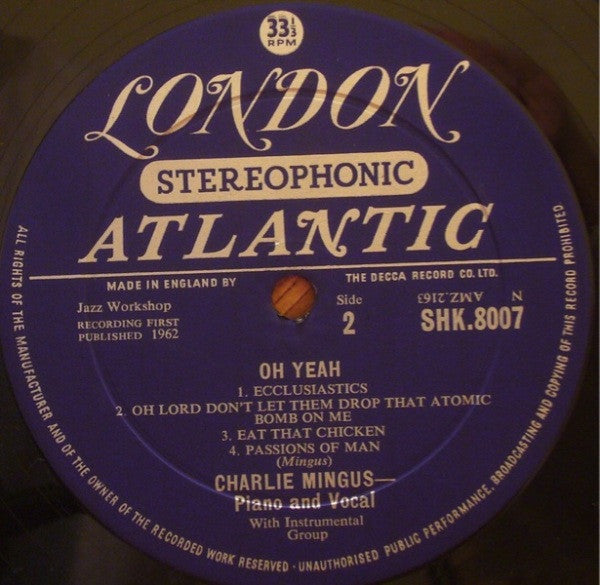 33 1/3
RPM
LONDON
STEREOPHONIC
ATLANTIC
MADE IN ENGLAND BY THE DECCA RECORD CO. LTD.
Jazz Workshop
RECORDING FIRST
PUBLISHED 1962
Side
2
N AMZ.2163
SHK.8007
OH YEAH
1. ECCLUSIASTICS
2. OH LORD DON'T LET THEM DROP THAT ATOMIC
BOMB ON ME
3. EAT THAT CHICKEN
4. PASSIONS OF MAN
(Mingus)
CHARLIE MINGUS—
Piano and Vocal
With Instrumental
Group
ALL RIGHTS OF THE MANUFACTURER AND OF THE OWNER OF THE RECORDED WORK RESERVED · UNAUTHORISED PUBLIC PERFORMANCE, BROADCASTING AND COPYING OF THIS RECORD PROHIBITED